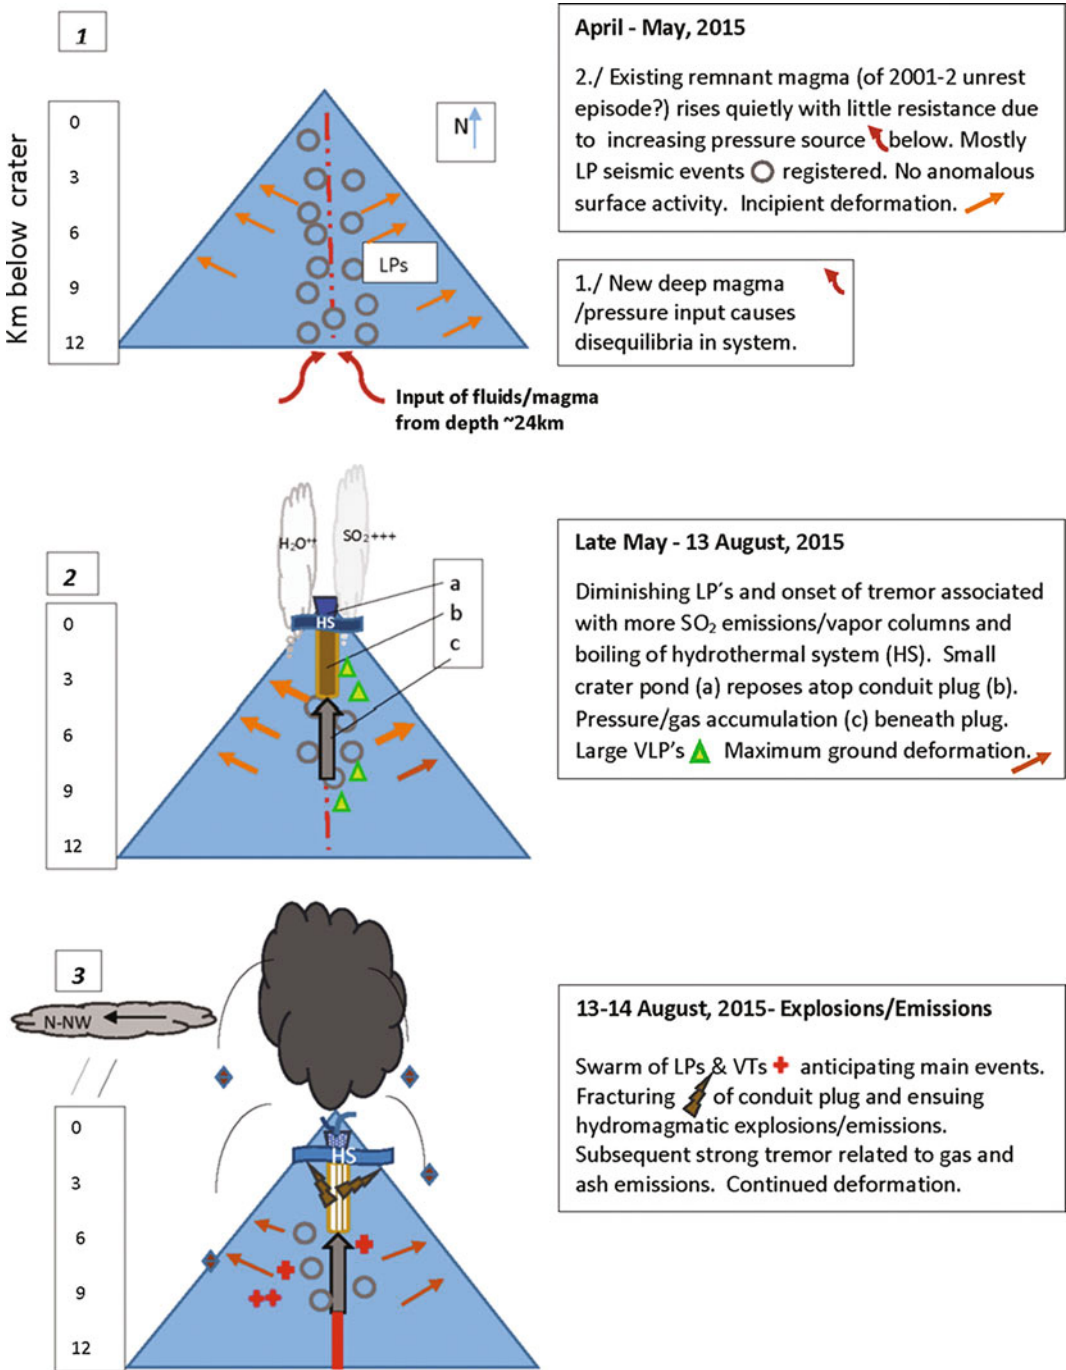 1
Km below crater
0
3
6
9
12
N
LPs
Input of fluids/magma
from depth ~24km
April - May, 2015
2./ Existing remnant magma (of 2001-2 unrest
episode?) rises quietly with little resistance due
to increasing pressure source below. Mostly
LP seismic events registered. No anomalous
surface activity. Incipient deformation.
1./ New deep magma
/pressure input causes
disequilibria in system.
2
H₂O⁺⁺
SO₂+++
a
b
c
HS
0
3
6
9
12
Late May - 13 August, 2015
Diminishing LP´s and onset of tremor associated
with more SO₂ emissions/vapor columns and
boiling of hydrothermal system (HS). Small
crater pond (a) reposes atop conduit plug (b).
Pressure/gas accumulation (c) beneath plug.
Large VLP's Maximum ground deformation.
3
N-NW
0
3
6
9
12
HS
13-14 August, 2015- Explosions/Emissions
Swarm of LPs & VTs anticipating main events.
Fracturing of conduit plug and ensuing
hydromagmatic explosions/emissions.
Subsequent strong tremor related to gas and
ash emissions. Continued deformation.